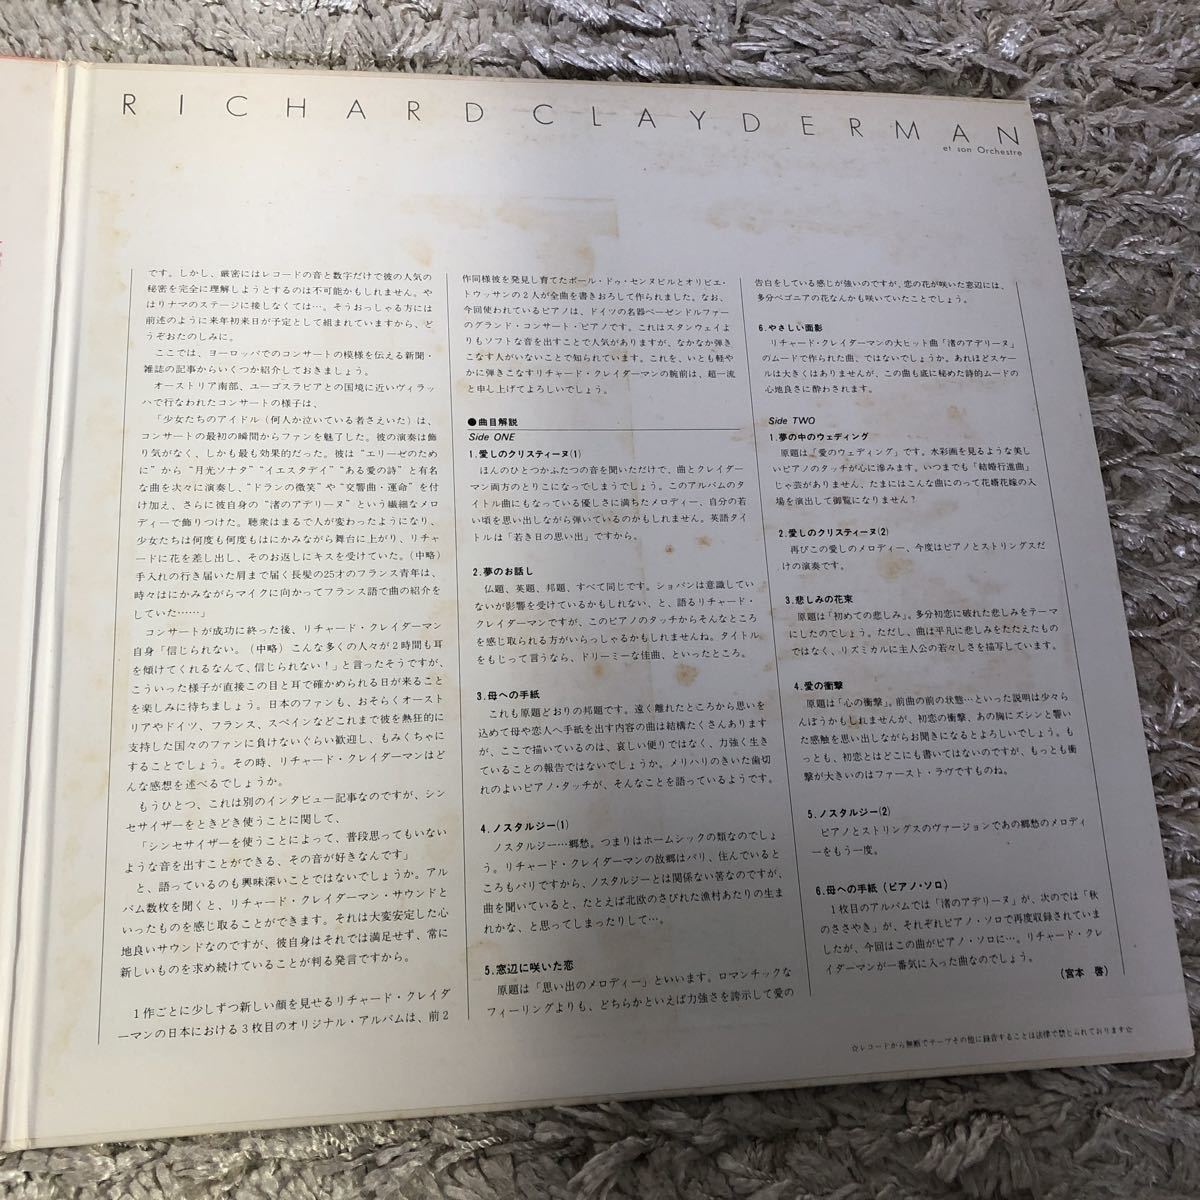 RICHARD CLAYDERMAN
et son Orchestre
です。しかし、厳密にはレコードの音と数字だけで彼の人気の
秘密を完全に理解しようとするのは不可能かもしれません。や
はりナマのステージに接しなくては…。そうおっしゃる方には
前述のように来年初来日が予定として組まれていますから、ど
うぞおたのしみに。
ここでは、ヨーロッパでのコンサートの模様を伝える新聞・
雑誌の記事からいくつか紹介しておきましょう。
オーストリア南部、ユーゴスラビアとの国境に近いヴィラッ
ハで行なわれたコンサートの様子は、
「少女たちのアイドル(何人か泣いている者さえいた)は、
コンサートの最初の瞬間からファンを魅了した。彼の演奏は飾
り気がなく、しかも最も効果的だった。彼は“エリーゼのため
に”から“月光ソナタ”“イエスタデイ”“ある愛の詩”と有名
な曲を次々に演奏し、“ドランの微笑”や“交響曲・運命”を付
け加え、さらに彼自身の“渚のアデリーヌ”という繊細なメロ
ディーで飾りつけた。聴衆はまるで人が変わったようになり、
少女たちは何度も何度もはにかみながら舞台に上がり、リチャ
ードに花を差し出し、そのお返しにキスを受けていた。(中略)
手入れの行き届いた肩まで届く長髪の25才のフランス青年は、
時々はにかみながらマイクに向かってフランス語で曲の紹介を
していた……」
コンサートが成功に終った後、リチャード・クレイダーマン
自身「信じられない。(中略)こんな多くの人々が2時間も耳
を傾けてくれるなんて、信じられない!」と言ったそうですが、
こういった様子が直接この目と耳で確かめられる日が来ること
を楽しみに待ちましょう。日本のファンも、おそらくオースト
リアやドイツ、フランス、スペインなどこれまで彼を熱狂的に
支持した国々のファンに負けないぐらい歓迎し、もみくちゃに
することでしょう。その時、リチャード・クレイダーマンはど
んな感想を述べるでしょうか。
もうひとつ、これは別のインタビュー記事なのですが、シン
セサイザーをときどき使うことに関して、
「シンセサイザーを使うことによって、普段思ってもいない
ような音を出すことができる、その音が好きなんです」
と、語っているのも興味深いことではないでしょうか。アル
バム数枚を聞くと、リチャード・クレイダーマン・サウンドと
いったものを感じ取ることができます。それは大変安定した心
地良いサウンドなのですが、彼自身はそれでは満足せず、常に
新しいものを求め続けていることが判る発言ですから。
1作ごとに少しずつ新しい顔を見せるリチャード・クレイダ
ーマンの日本における3枚目のオリジナル・アルバムは、前2
作同様彼を発見し育てたポール・ドゥ・センヌビルとオリビエ・
トゥッサンの2人が全曲を書きおろして作られました。なお、
今回使われているピアノは、ドイツの名器ベーゼンドルファー
のグランド・コンサート・ピアノです。これはスタンウェイよ
りもソフトな音を出すことで人気がありますが、なかなか弾き
こなす人がいないことで知られています。これを、いとも軽や
かに弾きこなすリチャード・クレイダーマンの腕前は、超一流
と申し上げてよろしいでしょう。
●曲目解説
Side ONE
1.愛しのクリスティーヌ(1)
ほんのひとつかふたつの音を聞いただけで、曲とクレイダー
マン両方のとりこになってしまうでしょう。このアルバムのタ
イトル曲にもなっている優しさに満ちたメロディー、自分の若
い頃を思い出しながら弾いているのかもしれません。英語タイ
トルは「若き日の思い出」ですから。
2.夢のお話し
仏題、英題、邦題、すべて同じです。ショパンは意識してい
ないが影響を受けているかもしれない、と、語るリチャード・
クレイダーマンですが、このピアノのタッチからそんなところ
を感じ取られる方がいらっしゃるかもしれませんね。タイトル
をもじって言うなら、ドリーミーな佳曲、といったところ。
3.母への手紙
これも原題どおりの邦題です。遠く離れたところから思いを
込めて母や恋人へ手紙を出す内容の曲は結構たくさんあります
が、ここで描いているのは、哀しい便りではなく、力強く生き
ていることの報告ではないでしょうか。メリハリのきいた歯切
れのよいピアノ・タッチが、そんなことを語っているようです。
4.ノスタルジー(1)
ノスタルジー…郷愁。つまりはホームシックの類なのでしょ
う。リチャード・クレイダーマンの故郷はパリ、住んでいると
ころもパリですから、ノスタルジーとは関係ない筈なのですが、
曲を聞いていると、たとえば北欧のさびれた漁村あたりの生ま
れかな、と思ってしまったりして…。
5.窓辺に咲いた恋
原題は「思い出のメロディー」といいます。ロマンチックな
フィーリングよりも、どちらかといえば力強さを誇示して愛の
告白をしている感じが強いのですが、恋の花が咲いた窓辺には、
多分ベゴニアの花なんかも咲いていたことでしょう。
6.やさしい面影
リチャード・クレイダーマンの大ヒット曲「渚のアデリーヌ」
のムードで作られた曲、ではないでしょうか。あれほどスケー
ルは大きくはありませんが、この曲も底に秘めた詩的ムードの
心地良さに酔わされます。
Side TWO
1.夢の中のウェディング
原題は「愛のウェディング」です。水彩画を見るような美し
いピアノのタッチが心に滲みます。いつまでも「結婚行進曲」
じゃ芸がありません、たまにはこんな曲にのって花婿花嫁の入
場を演出して御覧になりません?
2.愛しのクリスティーヌ(2)
再びこの愛しのメロディー、今度はピアノとストリングスだ
けの演奏です。
3.悲しみの花束
原題は「初めての悲しみ」。多分初恋に破れた悲しみをテーマ
にしたのでしょう。ただし、曲は平凡に悲しみをたたえたもの
ではなく、リズミカルに主人公の若々しさを描写しています。
4.愛の衝撃
原題は「心の衝撃」。前曲の前の状態…といった説明は少々ら
んぼうかもしれませんが、初恋の衝撃、あの胸にズシンと響い
た感触を思い出しながらお聞きになるとよろしいでしょう。も
っとも、初恋とはどこにも書いてはないのですが、もっとも衝
撃が大きいのはファースト・ラヴですものね。
5.ノスタルジー(2)
ピアノとストリングスのヴァージョンであの郷愁のメロディ
ーをもう一度。
6.母への手紙(ピアノ・ソロ)
1枚目のアルバムでは「渚のアデリーヌ」が、次のでは「秋
のささやき」が、それぞれピアノ・ソロで再度収録されていま
したが、今回はこの曲がピアノ・ソロに…。リチャード・クレ
イダーマンが一番気に入った曲なのでしょう。
(宮本 啓)
☆レコードから無断でテープその他に録音することは法律で禁じられております☆